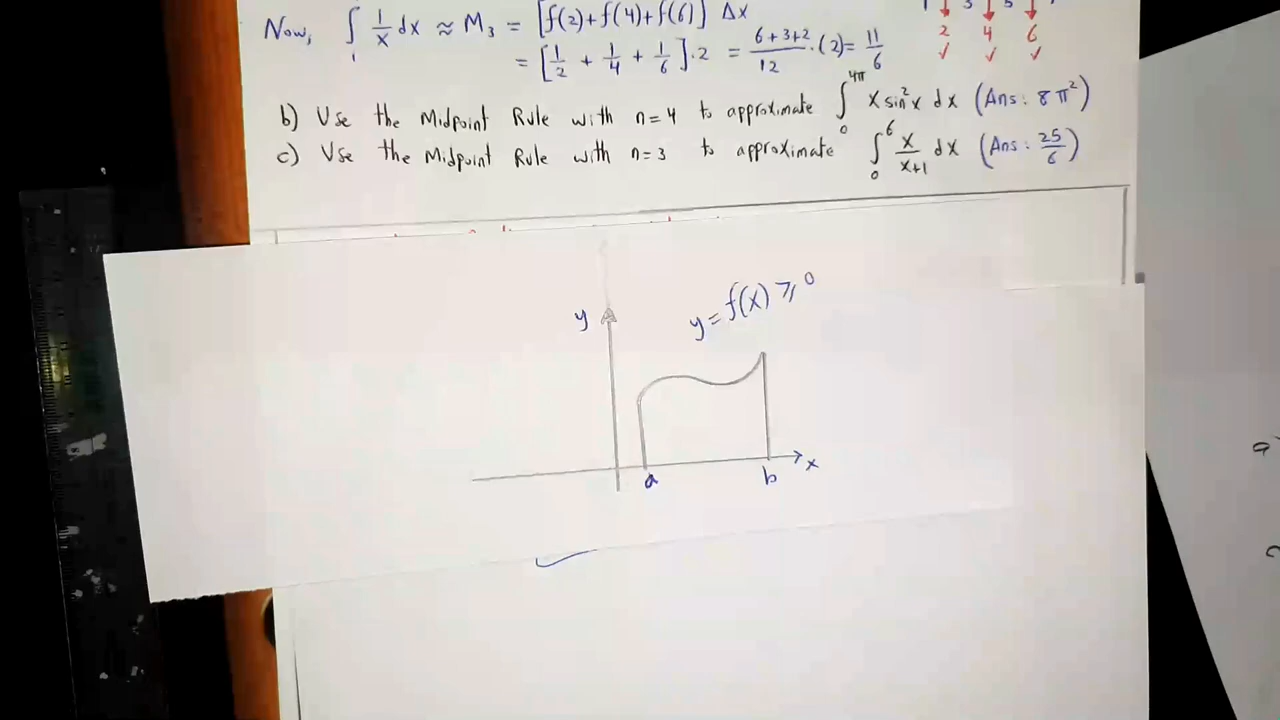 Now, ∫₁ 1/x dx ≈ M₃ = [f(2)+f(4)+f(6)] Δx
2 4 6
= [1/2 + 1/4 + 1/6].2 = (6+3+2)/12 .(2) = 11/6
✓ ✓ ✓
b) Use the Midpoint Rule with n=4 to approximate ∫₀^4π x sin²x dx (Ans: 8π²)
c) Use the Midpoint Rule with n=3 to approximate ∫₀^6 x/(x+1) dx (Ans: 25/6)
y
y=f(x)⩾0
x
a b